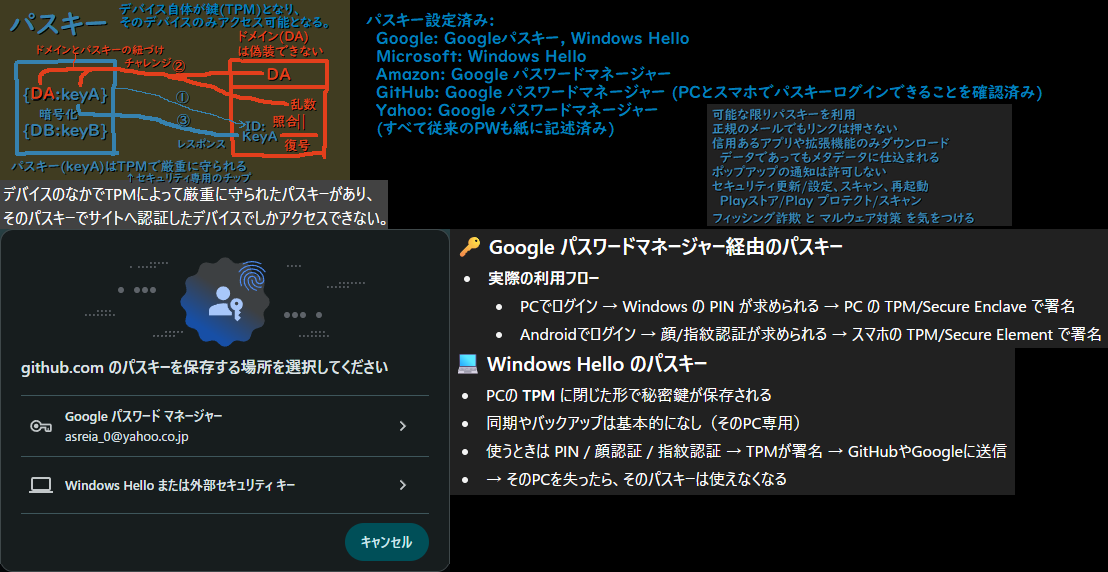 パスキー
デバイス自体が鍵(TPM)となり、
そのデバイスのみアクセス可能となる。
ドメインとパスキーの紐づけ
チャレンジ
②
ドメイン(DA)
は偽装できない
DA
{DA:keyA}
暗号化
{DB:keyB}
①
③
乱数
照合||
ID:
KeyA
復号
レスポンス
パスキー(keyA)はTPMで厳重に守られる
↑セキュリティ専用のチップ
デバイスのなかでTPMによって厳重に守られたパスキーがあり、
そのパスキーでサイトへ認証したデバイスでしかアクセスできない。
パスキー設定済み:
Google: Googleパスキー, Windows Hello
Microsoft: Windows Hello
Amazon: Google パスワードマネージャー
GitHub: Google パスワードマネージャー (PCとスマホでパスキーログインできることを確認済み)
Yahoo: Google パスワードマネージャー
(すべて従来のPWも紙に記述済み)
可能な限りパスキーを利用
正規のメールでもリンクは押さない
信用あるアプリや拡張機能のみダウンロード
データであってもメタデータに仕込まれる
ポップアップの通知は許可しない
セキュリティ更新/設定、スキャン、再起動
Playストア/Play プロテクト/スキャン
フィッシング詐欺 と マルウェア対策 を気をつける
github.com のパスキーを保存する場所を選択してください
Google パスワード マネージャー
asreia_0@yahoo.co.jp
Windows Hello または外部セキュリティ キー
キャンセル
🔑 Google パスワードマネージャー経由のパスキー
• 実際の利用フロー
• PCでログイン → Windows の PIN が求められる → PC の TPM/Secure Enclave で署名
• Androidでログイン → 顔/指紋認証が求められる → スマホの TPM/Secure Element で署名
💻 Windows Hello のパスキー
• PCの TPM に閉じた形で秘密鍵が保存される
• 同期やバックアップは基本的になし（そのPC専用）
• 使うときは PIN / 顔認証 / 指紋認証 → TPMが署名 → GitHubやGoogleに送信
• → そのPCを失ったら、そのパスキーは使えなくなる